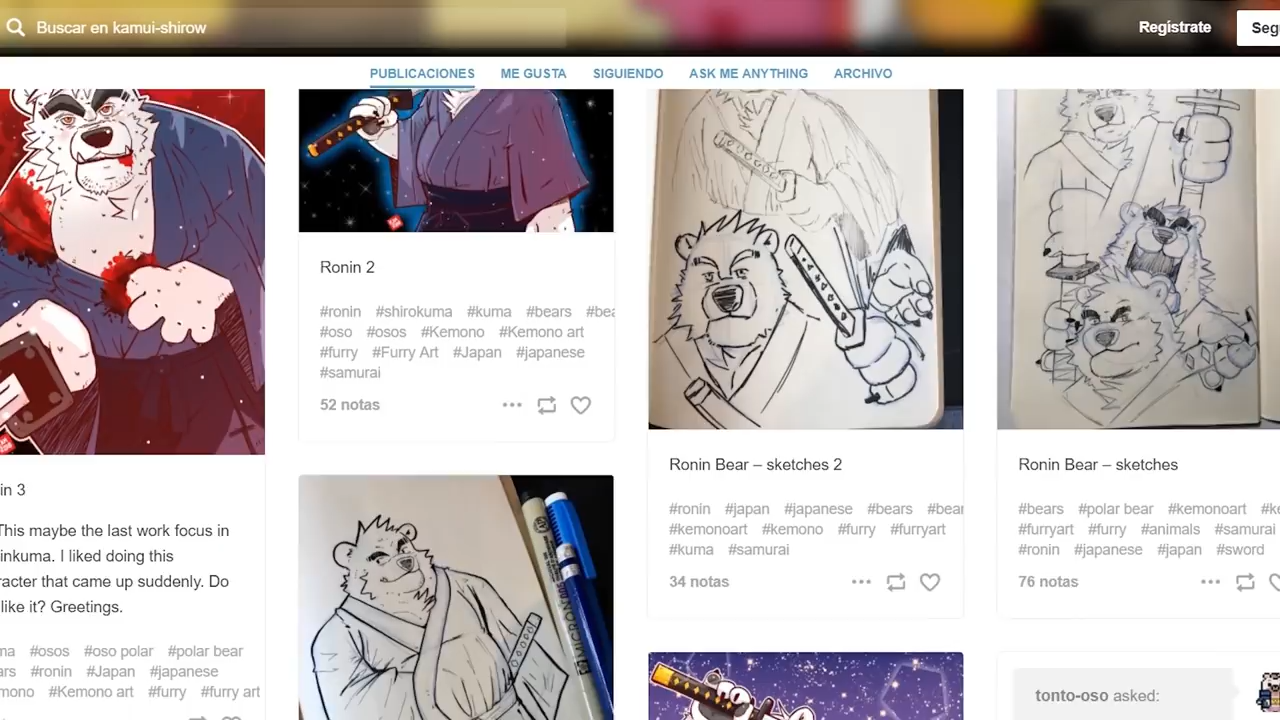 Buscar en kamui-shirow
Regístrate
PUBLICACIONES
ME GUSTA
SIGUIENDO
ASK ME ANYTHING
ARCHIVO
in 3
This maybe the last work focus in
inkuma. I liked doing this
racter that came up suddenly. Do
like it? Greetings.
#osos #oso polar #polar bear
#ronin #Japan #japanese
#Kemono art #furry #furry art
Ronin 2
#ronin #shirokuma #kuma #bears
#oso #osos #Kemono #Kemono art
#furry #Furry Art #Japan #japanese
#samurai
52 notas
MICRON
Ronin Bear – sketches 2
#ronin #japan #japanese #bears
#kemonoart #kemono #furry #furryart
#kuma #samurai
34 notas
Ronin Bear – sketches
#bears #polar bear #kemonoart
#furryart #furry #animals #samurai
#ronin #japanese #japan #sword
76 notas
tonto-oso asked: